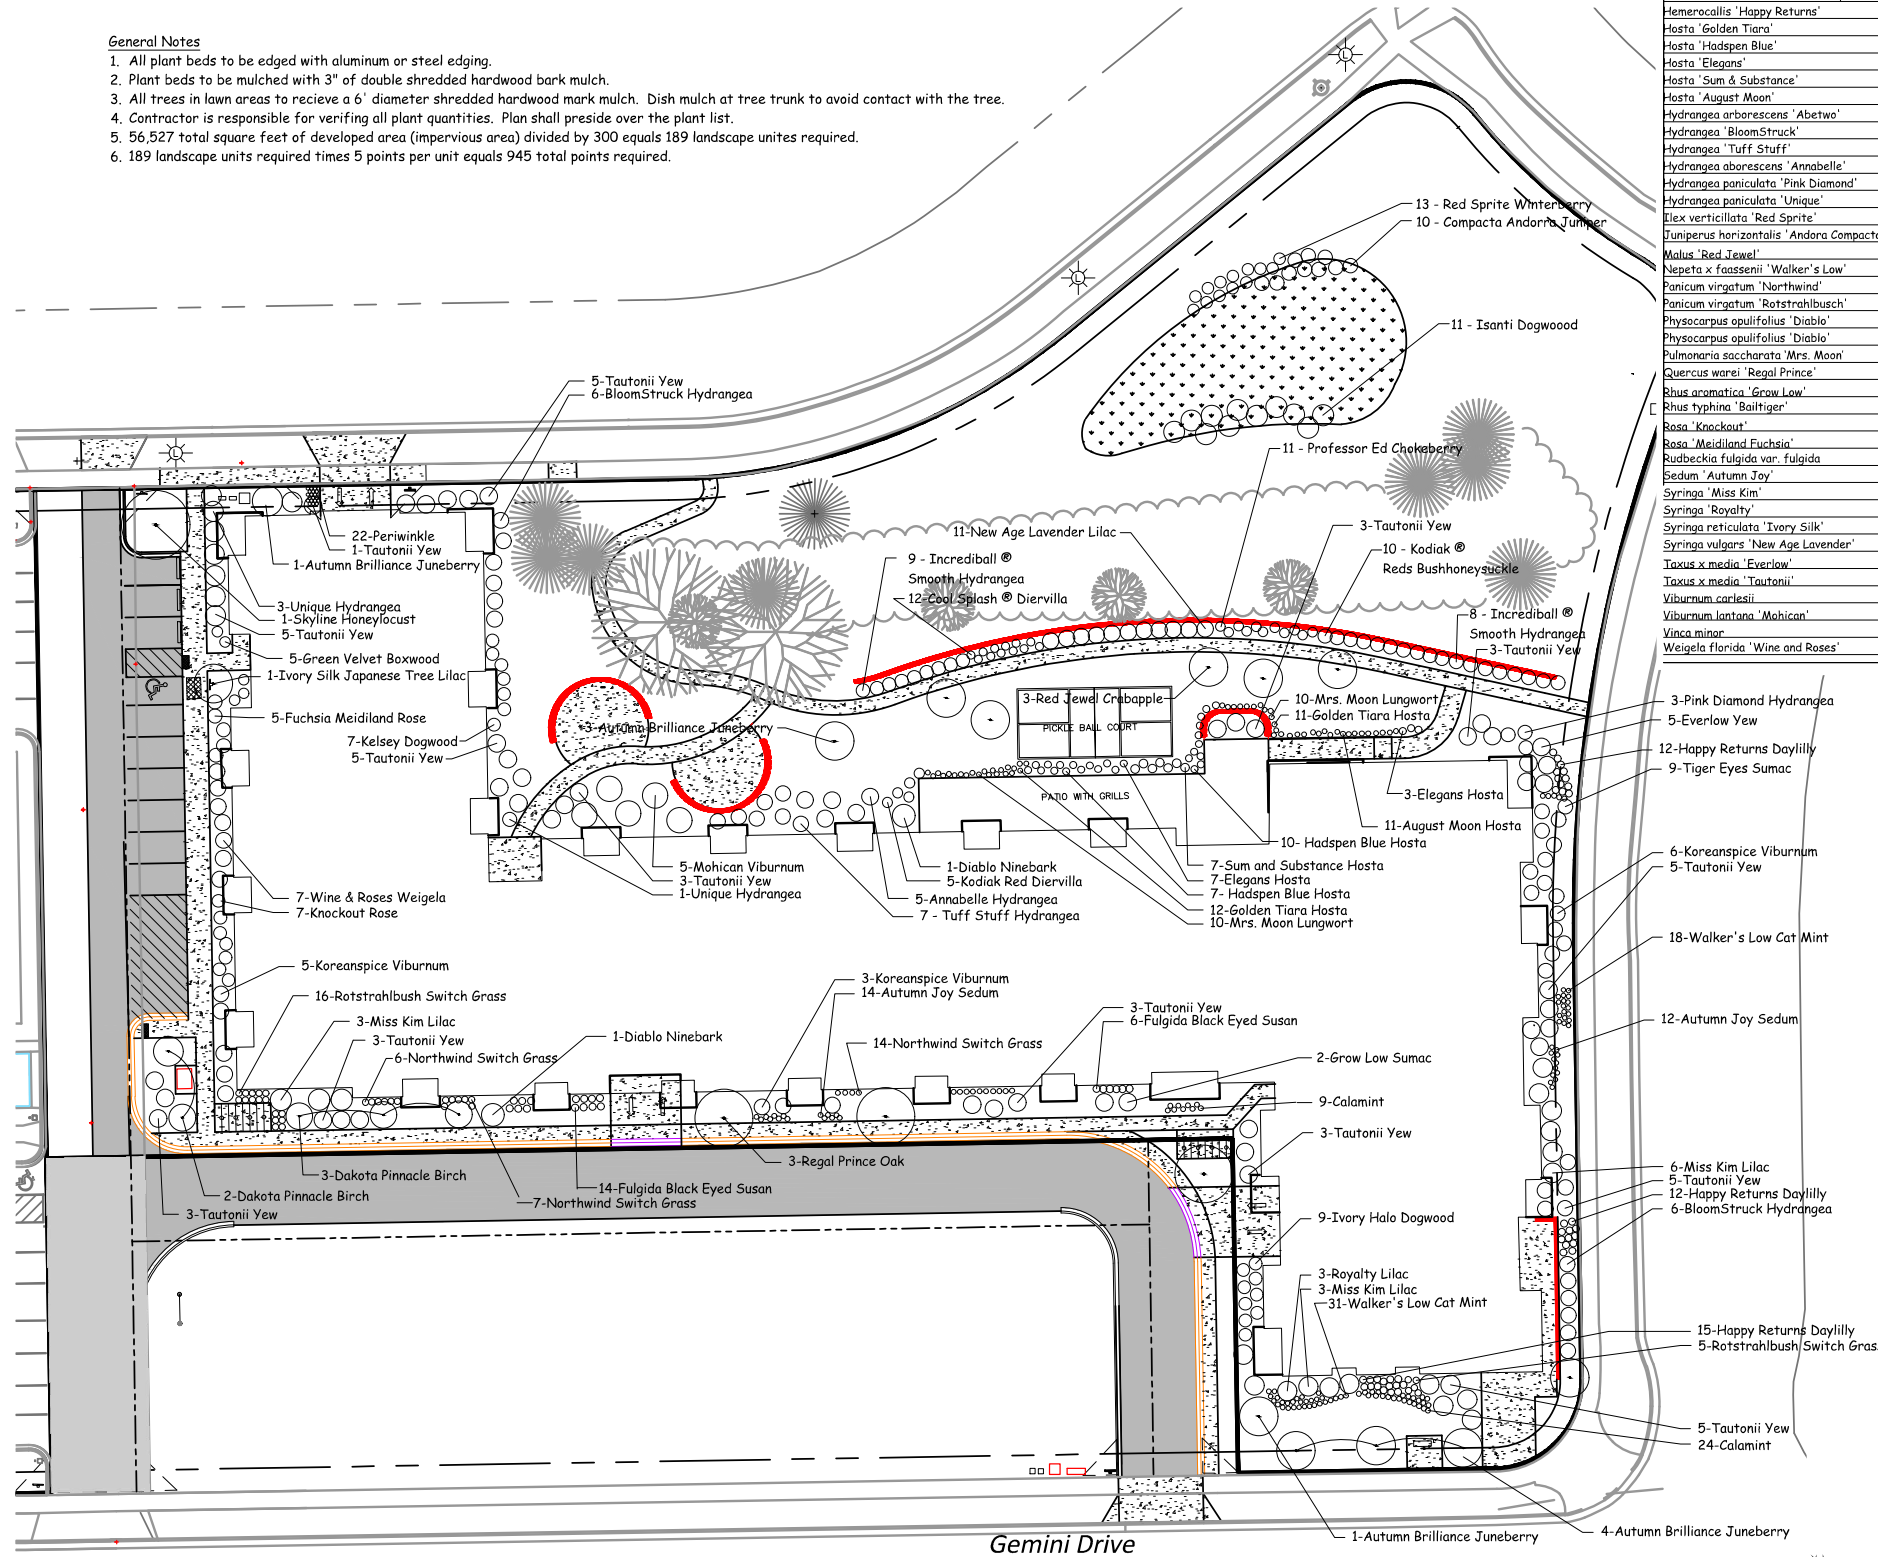 General Notes
1. All plant beds to be edged with aluminum or steel edging.
2. Plant beds to be mulched with 3" of double shredded hardwood bark mulch.
3. All trees in lawn areas to recieve a 6' diameter shredded hardwood mark mulch. Dish mulch at tree trunk to avoid contact with the tree.
4. Contractor is responsible for verifing all plant quantities. Plan shall preside over the plant list.
5. 56,527 total square feet of developed area (impervious area) divided by 300 equals 189 landscape unites required.
6. 189 landscape units required times 5 points per unit equals 945 total points required.
Hemerocallis 'Happy Returns'
Hosta 'Golden Tiara'
Hosta 'Hadspen Blue'
Hosta 'Elegans'
Hosta 'Sum & Substance'
Hosta 'August Moon'
Hydrangea arborescens 'Abetwo'
Hydrangea 'BloomStruck'
Hydrangea 'Tuff Stuff'
Hydrangea aborescens 'Annabelle'
Hydrangea paniculata 'Pink Diamond'
Hydrangea paniculata 'Unique'
Ilex verticillata 'Red Sprite'
Juniperus horizontalis 'Andora Compacta
Malus 'Red Jewel'
Nepeta x faassenii 'Walker's Low'
Panicum virgatum 'Northwind'
Panicum virgatum 'Rotstrahlbusch'
Physocarpus opulifolius 'Diablo'
Physocarpus opulifolius 'Diablo'
Pulmonaria saccharata 'Mrs. Moon'
Quercus warei 'Regal Prince'
Rhus aromatica 'Grow Low'
Rhus typhina 'Bailtiger'
Rosa 'Knockout'
Rosa 'Meidiland Fuchsia'
Rudbeckia fulgida var. fulgida
Sedum 'Autumn Joy'
Syringa 'Miss Kim'
Syringa 'Royalty'
Syringa reticulata 'Ivory Silk'
Syringa vulgars 'New Age Lavender'
Taxus x media 'Everlow'
Taxus x media 'Tautonii'
Viburnum carlesii
Viburnum lantana 'Mohican'
Vinca minor
Weigela florida 'Wine and Roses'
13 - Red Sprite Winterberry
10 - Compacta Andorra Juniper
11 - Isanti Dogwoood
5-Tautonii Yew
6-BloomStruck Hydrangea
11 - Professor Ed Chokeberry
22-Periwinkle
1-Tautonii Yew
1-Autumn Brilliance Juneberry
11-New Age Lavender Lilac
3-Tautonii Yew
10 - Kodiak ®
Reds Bushhoneysuckle
9 - Incrediball ®
Smooth Hydrangea
12-Cool Splash ® Diervilla
3-Unique Hydrangea
1-Skyline Honeylocust
5-Tautonii Yew
8 - Incrediball ®
Smooth Hydrangea
3-Tautonii Yew
5-Green Velvet Boxwood
1-Ivory Silk Japanese Tree Lilac
3-Red Jewel Crabapple
10-Mrs. Moon Lungwort
11-Golden Tiara Hosta
3-Pink Diamond Hydrangea
5-Everlow Yew
5-Fuchsia Meidiland Rose
3-Autumn Brilliance Juneberry
PICKLE BALL COURT
7-Kelsey Dogwood
5-Tautonii Yew
12-Happy Returns Daylilly
9-Tiger Eyes Sumac
PATIO WITH GRILLS
3-Elegans Hosta
11-August Moon Hosta
10- Hadspen Blue Hosta
5-Mohican Viburnum
3-Tautonii Yew
1-Unique Hydrangea
1-Diablo Ninebark
5-Kodiak Red Diervilla
5-Annabelle Hydrangea
7 - Tuff Stuff Hydrangea
7-Sum and Substance Hosta
7-Elegans Hosta
7- Hadspen Blue Hosta
12-Golden Tiara Hosta
10-Mrs. Moon Lungwort
6-Koreanspice Viburnum
5-Tautonii Yew
7-Wine & Roses Weigela
7-Knockout Rose
18-Walker's Low Cat Mint
5-Koreanspice Viburnum
16-Rotstrahlbush Switch Grass
3-Miss Kim Lilac
3-Tautonii Yew
6-Northwind Switch Grass
1-Diablo Ninebark
3-Koreanspice Viburnum
14-Autumn Joy Sedum
14-Northwind Switch Grass
3-Tautonii Yew
6-Fulgida Black Eyed Susan
2-Grow Low Sumac
12-Autumn Joy Sedum
9-Calamint
3-Tautonii Yew
3-Regal Prince Oak
3-Dakota Pinnacle Birch
14-Fulgida Black Eyed Susan
7-Northwind Switch Grass
2-Dakota Pinnacle Birch
3-Tautonii Yew
6-Miss Kim Lilac
5-Tautonii Yew
12-Happy Returns Daylilly
6-BloomStruck Hydrangea
9-Ivory Halo Dogwood
3-Royalty Lilac
3-Miss Kim Lilac
31-Walker's Low Cat Mint
15-Happy Returns Daylilly
5-Rotstrahlbush Switch Gras
5-Tautonii Yew
24-Calamint
1-Autumn Brilliance Juneberry
4-Autumn Brilliance Juneberry
Gemini Drive